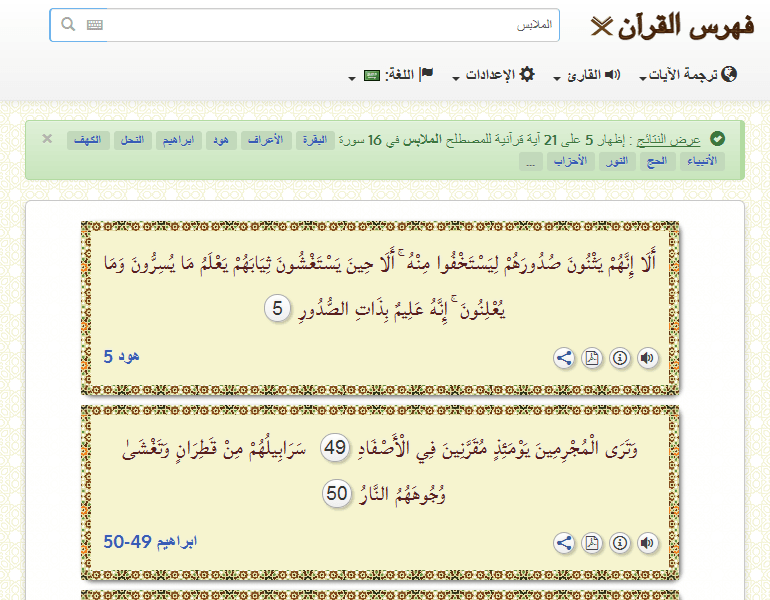 فهرس القرآن
الملابس
ترجمة الآيات القارئ الإعدادات اللغة:
عرض النتائج : إظهار 5 على 21 آية قرآنية للمصطلح الملابس في 16 سورة البقرة الأعراف هود ابراهيم النحل الكهف
الأنبياء الحج النور الأحزاب ...
أَلَا إِنَّهُمْ يَثْنُونَ صُدُورَهُمْ لِيَسْتَخْفُوا مِنْهُ ۚ أَلَا حِينَ يَسْتَغْشُونَ ثِيَابَهُمْ يَعْلَمُ مَا يُسِرُّونَ وَمَا
يُعْلِنُونَ ۚ إِنَّهُ عَلِيمٌ بِذَاتِ الصُّدُورِ 5
هود 5
وَتَرَى الْمُجْرِمِينَ يَوْمَئِذٍ مُقَرَّنِينَ فِي الْأَصْفَادِ 49 سَرَابِيلُهُمْ مِنْ قَطِرَانٍ وَتَغْشَىٰ
وُجُوهَهُمُ النَّارُ 50
ابراهيم 49-50